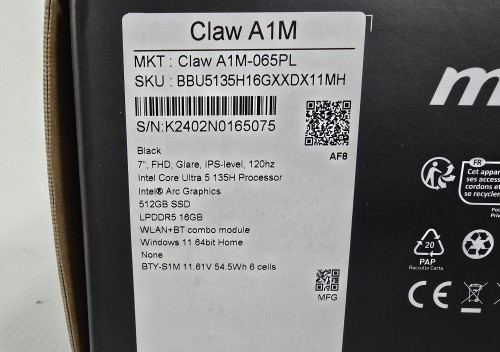 Claw A1M
MKT : Claw A1M-065PL
SKU : BBU5135H16GXXDX11MH
S/N:K2402N0165075
AF8
Black
7", FHD, Glare, IPS-level, 120hz
Intel Core Ultra 5 135H Processor
Intel® Arc Graphics
512GB SSD
LPDDR5 16GB
WLAN+BT combo module
Windows 11 64bit Home
None
BTY-S1M 11.61V 54.5Wh 6 cells
MFG
FR
Cet appar
ses access
cordons et
20
PAP
Raccolta Carta
CE